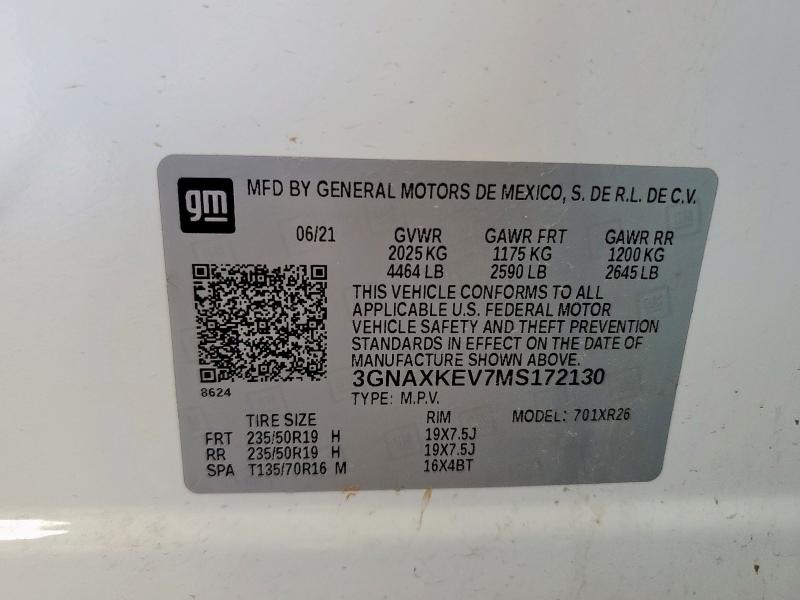 gm
MFD BY GENERAL MOTORS DE MEXICO, S. DE R.L. DE C.V.
06/21 GVWR GAWR FRT GAWR RR
2025 KG 1175 KG 1200 KG
4464 LB 2590 LB 2645 LB
THIS VEHICLE CONFORMS TO ALL
APPLICABLE U.S. FEDERAL MOTOR
VEHICLE SAFETY AND THEFT PREVENTION
STANDARDS IN EFFECT ON THE DATE OF
MANUFACTURE SHOWN ABOVE.
3GNAXKEV7MS172130
8624
TYPE: M.P.V.
TIRE SIZE RIM MODEL: 701XR26
FRT 235/50R19 H 19X7.5J
RR 235/50R19 H 19X7.5J
SPA T135/70R16 M 16X4BT